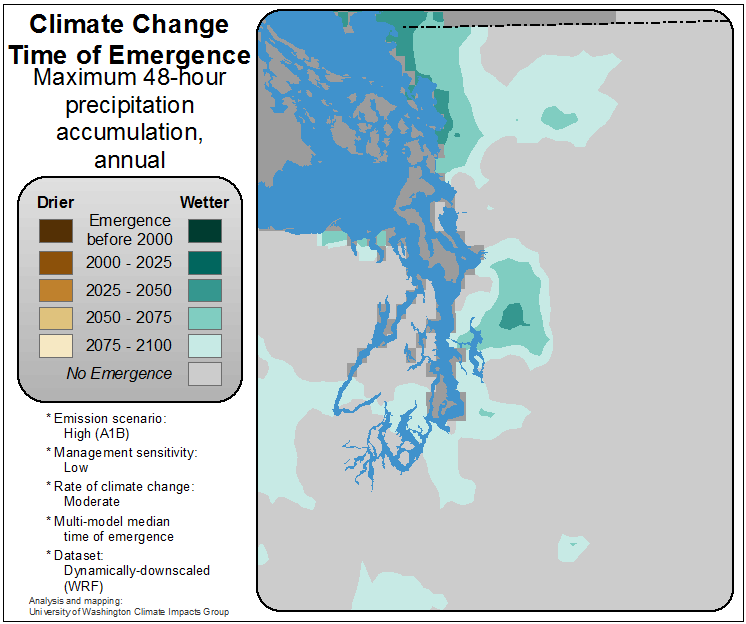 Climate Change
Time of Emergence
Maximum 48-hour
precipitation
accumulation,
annual
Drier
Wetter
Emergence
before 2000
2000 - 2025
2025 - 2050
2050 - 2075
2075 - 2100
No Emergence
* Emission scenario:
High (A1B)
* Management sensitivity:
Low
* Rate of climate change:
Moderate
* Multi-model median
time of emergence
* Dataset:
Dynamically-downscaled
(WRF)
Analysis and mapping:
University of Washington Climate Impacts Group